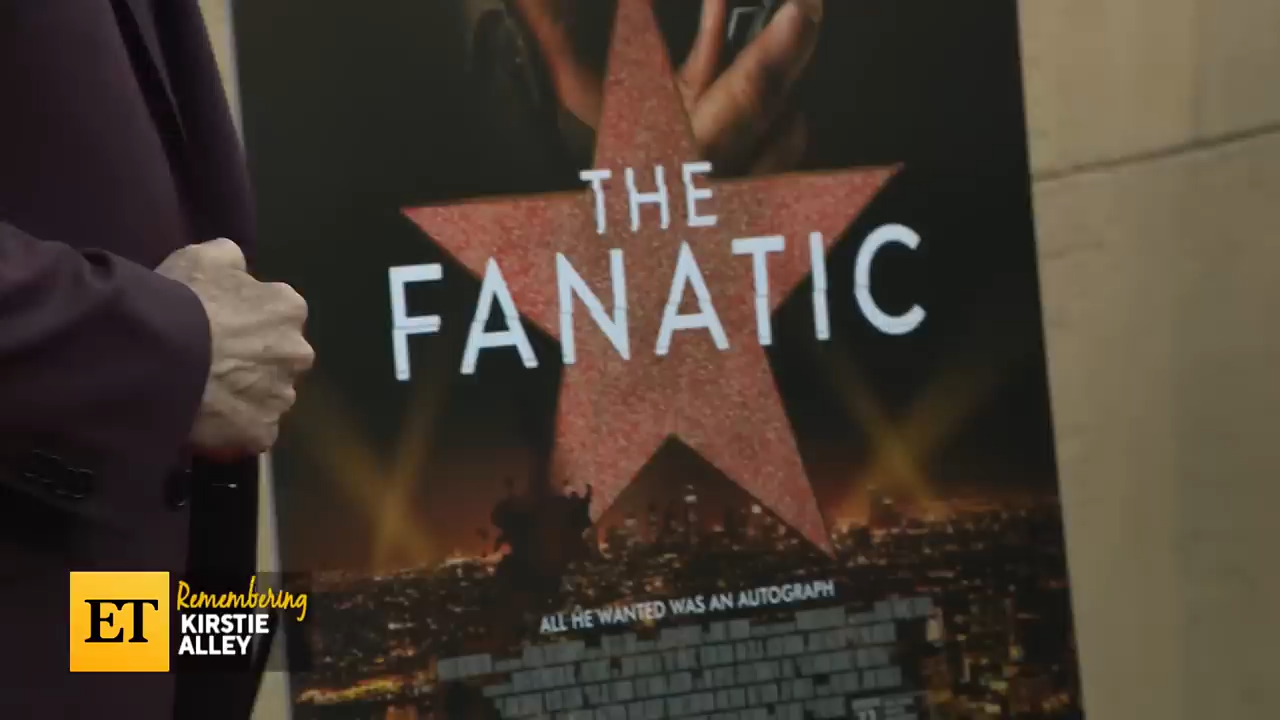 THE
FANATIC
ALL HE WANTED WAS AN AUTOGRAPH
ET
Remembering
KIRSTIE
ALLEY